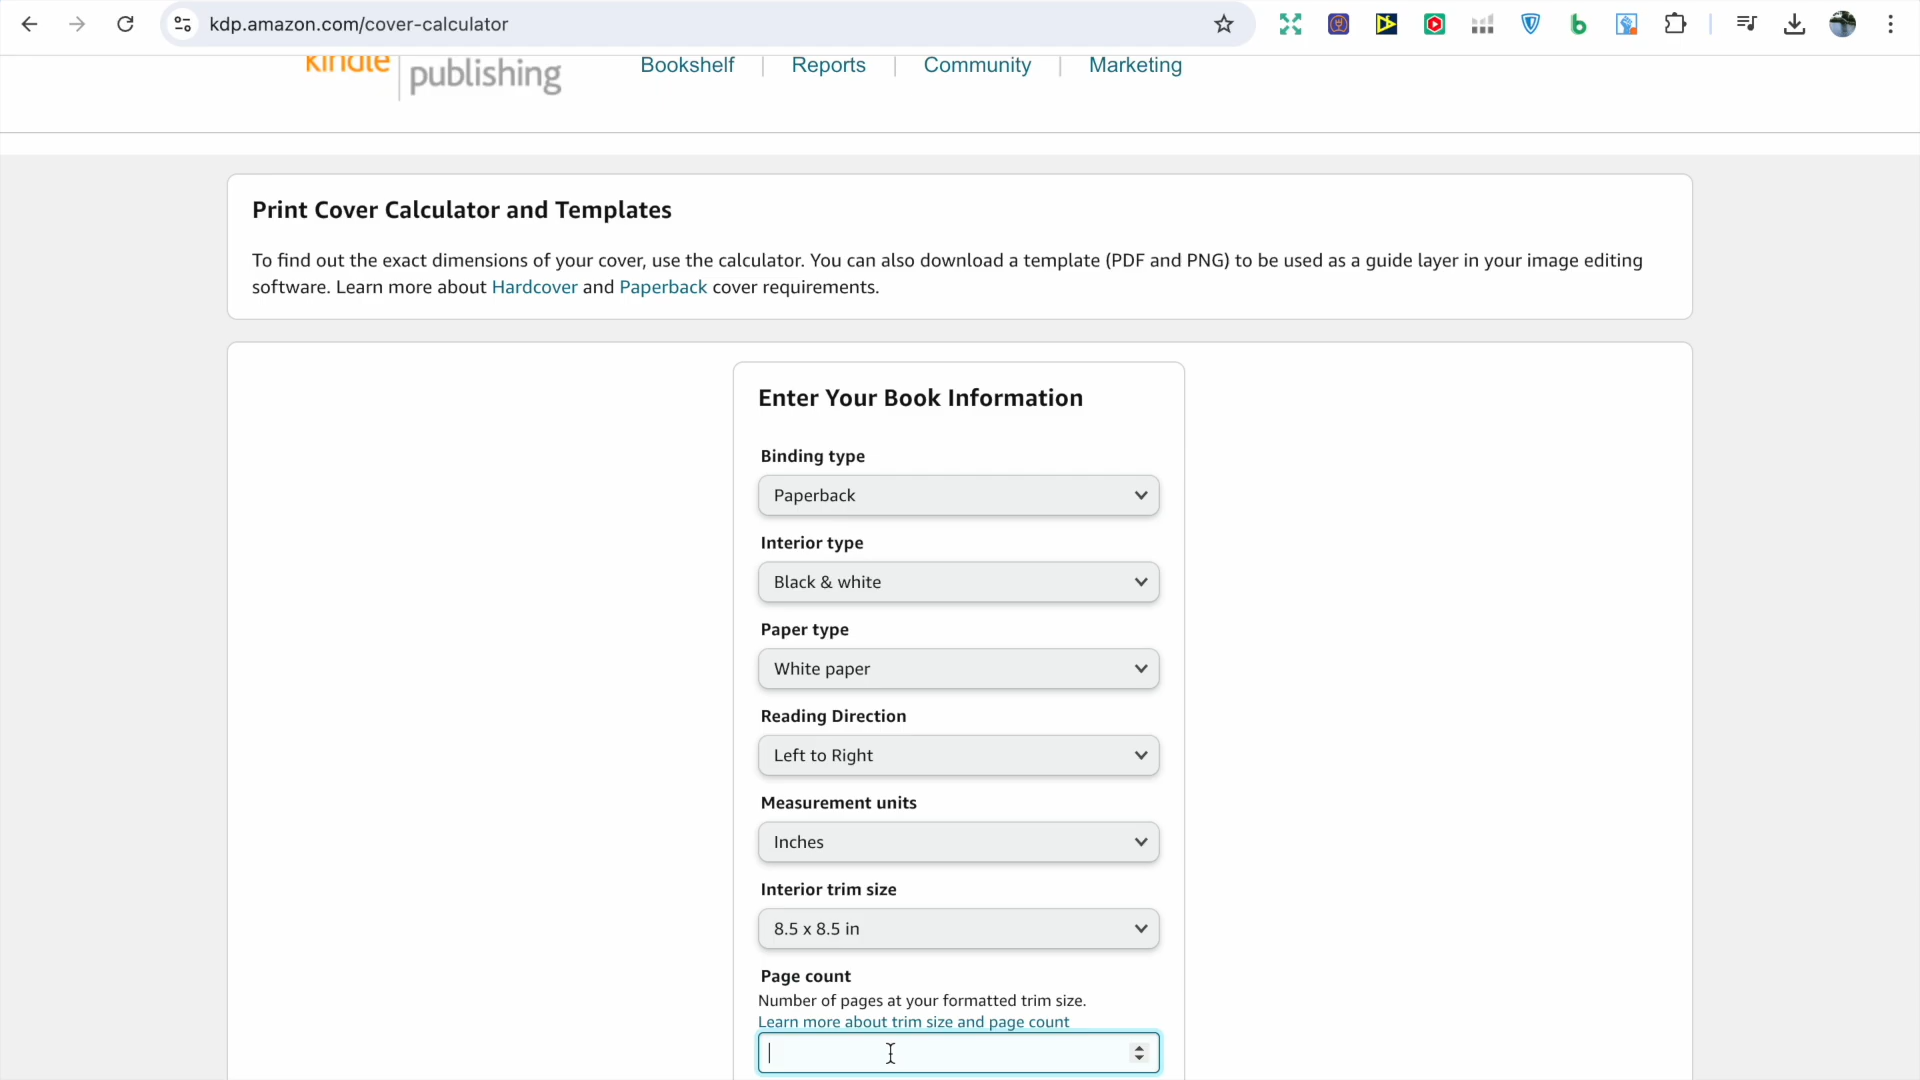 kdp.amazon.com/cover-calculator
kindle
publishing
Bookshelf
Reports
Community
Marketing
Print Cover Calculator and Templates
To find out the exact dimensions of your cover, use the calculator. You can also download a template (PDF and PNG) to be used as a guide layer in your image editing
software. Learn more about Hardcover and Paperback cover requirements.
Enter Your Book Information
Binding type
Paperback
Interior type
Black & white
Paper type
White paper
Reading Direction
Left to Right
Measurement units
Inches
Interior trim size
8.5 x 8.5 in
Page count
Number of pages at your formatted trim size.
Learn more about trim size and page count